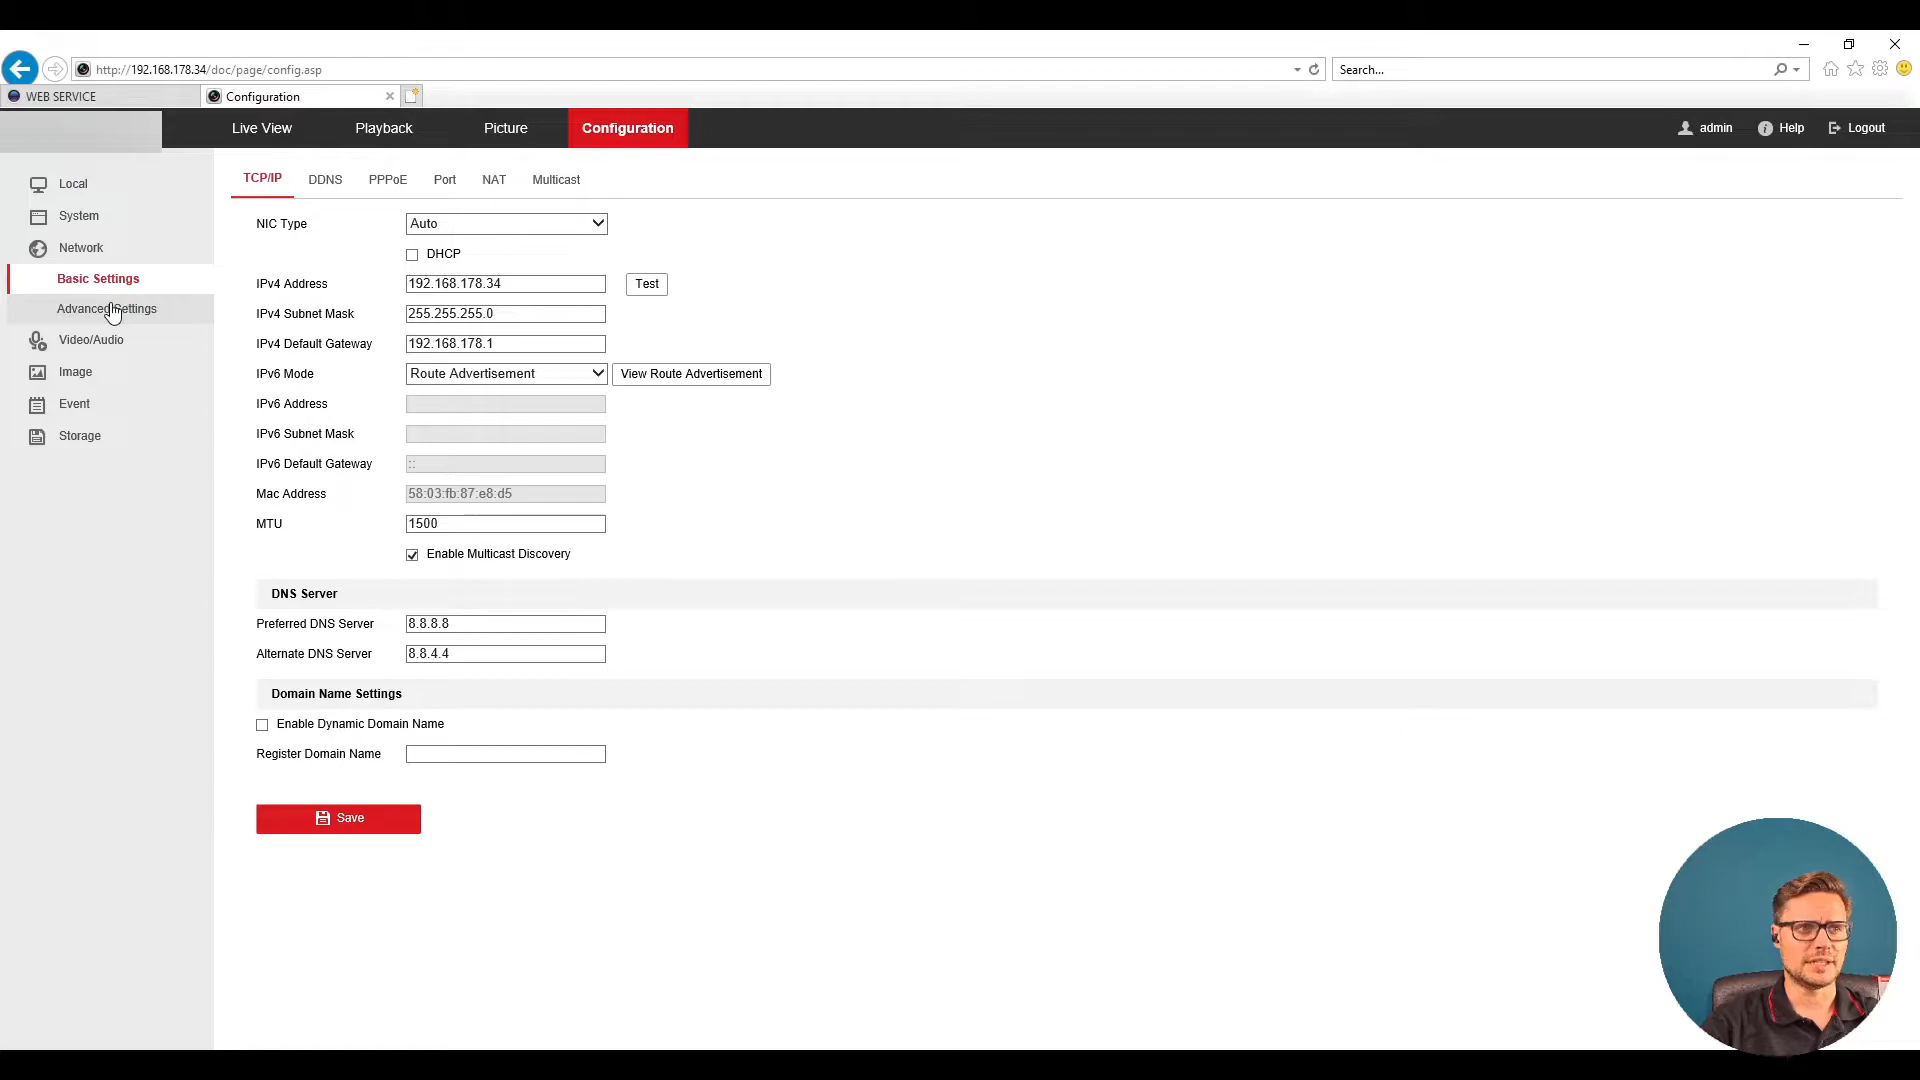 http://192.168.178.34/doc/page/config.asp
Search...
WEB SERVICE
Configuration
Live View
Playback
Picture
Configuration
admin
Help
Logout
Local
System
Network
Basic Settings
Advanced Settings
Video/Audio
Image
Event
Storage
TCP/IP
DDNS
PPPoE
Port
NAT
Multicast
NIC Type
Auto
DHCP
IPv4 Address
192.168.178.34
Test
IPv4 Subnet Mask
255.255.255.0
IPv4 Default Gateway
192.168.178.1
IPv6 Mode
Route Advertisement
View Route Advertisement
IPv6 Address
IPv6 Subnet Mask
IPv6 Default Gateway
::
Mac Address
58:03:fb:87:e8:d5
MTU
1500
Enable Multicast Discovery
DNS Server
Preferred DNS Server
8.8.8.8
Alternate DNS Server
8.8.4.4
Domain Name Settings
Enable Dynamic Domain Name
Register Domain Name
Save